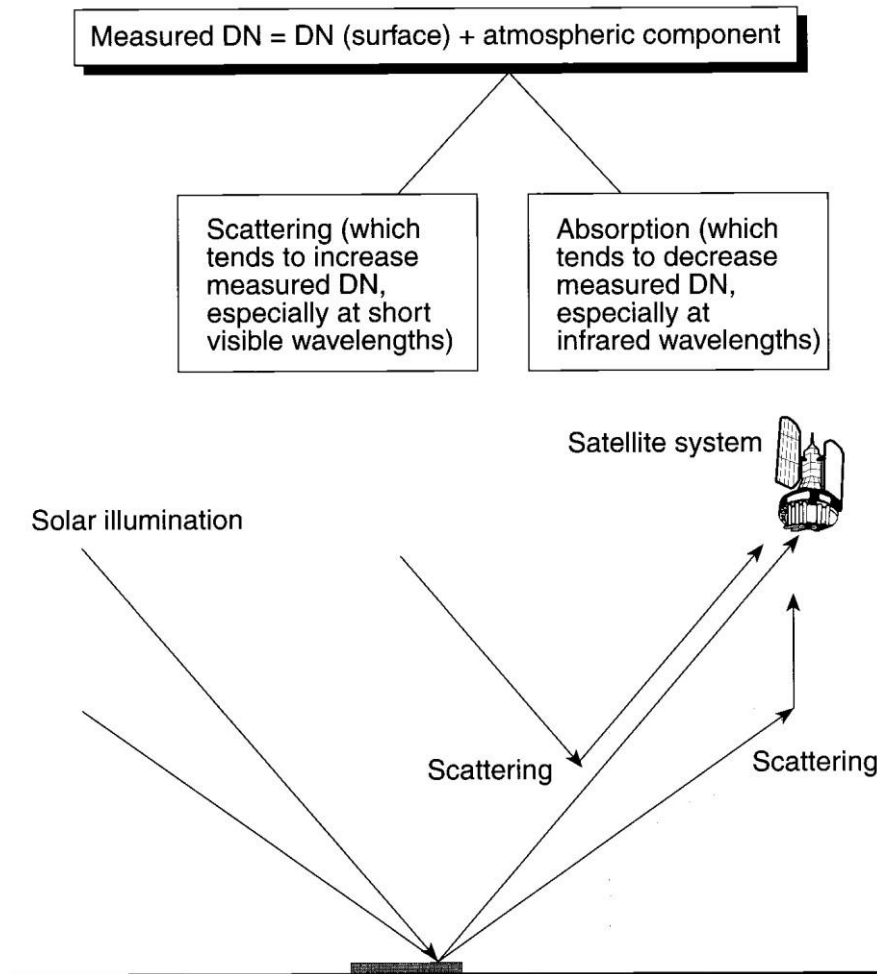 Measured DN = DN (surface) + atmospheric component
Scattering (which
tends to increase
measured DN,
especially at short
visible wavelengths)
Absorption (which
tends to decrease
measured DN,
especially at
infrared wavelengths)
Satellite system
Solar illumination
Scattering
Scattering